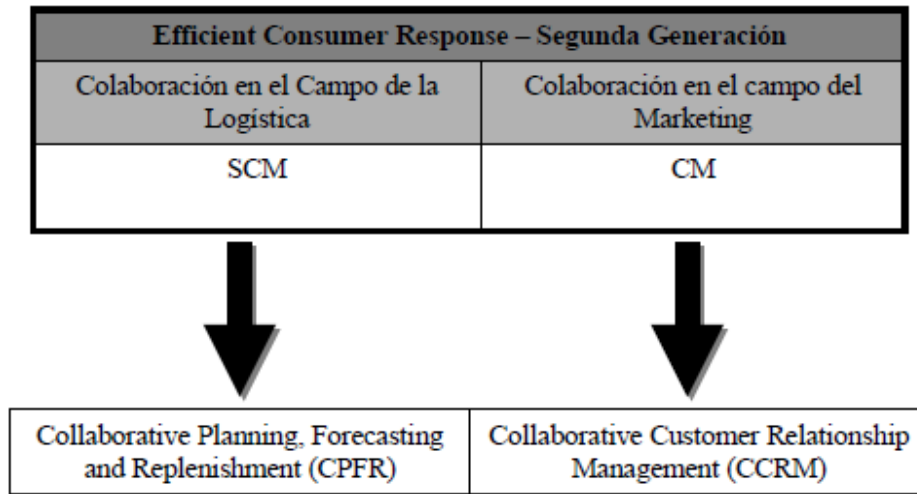 Efficient Consumer Response – Segunda Generación
Colaboración en el Campo de la
Logística
Colaboración en el campo del
Marketing
SCM
CM
Collaborative Planning, Forecasting
and Replenishment (CPFR)
Collaborative Customer Relationship
Management (CCRM)